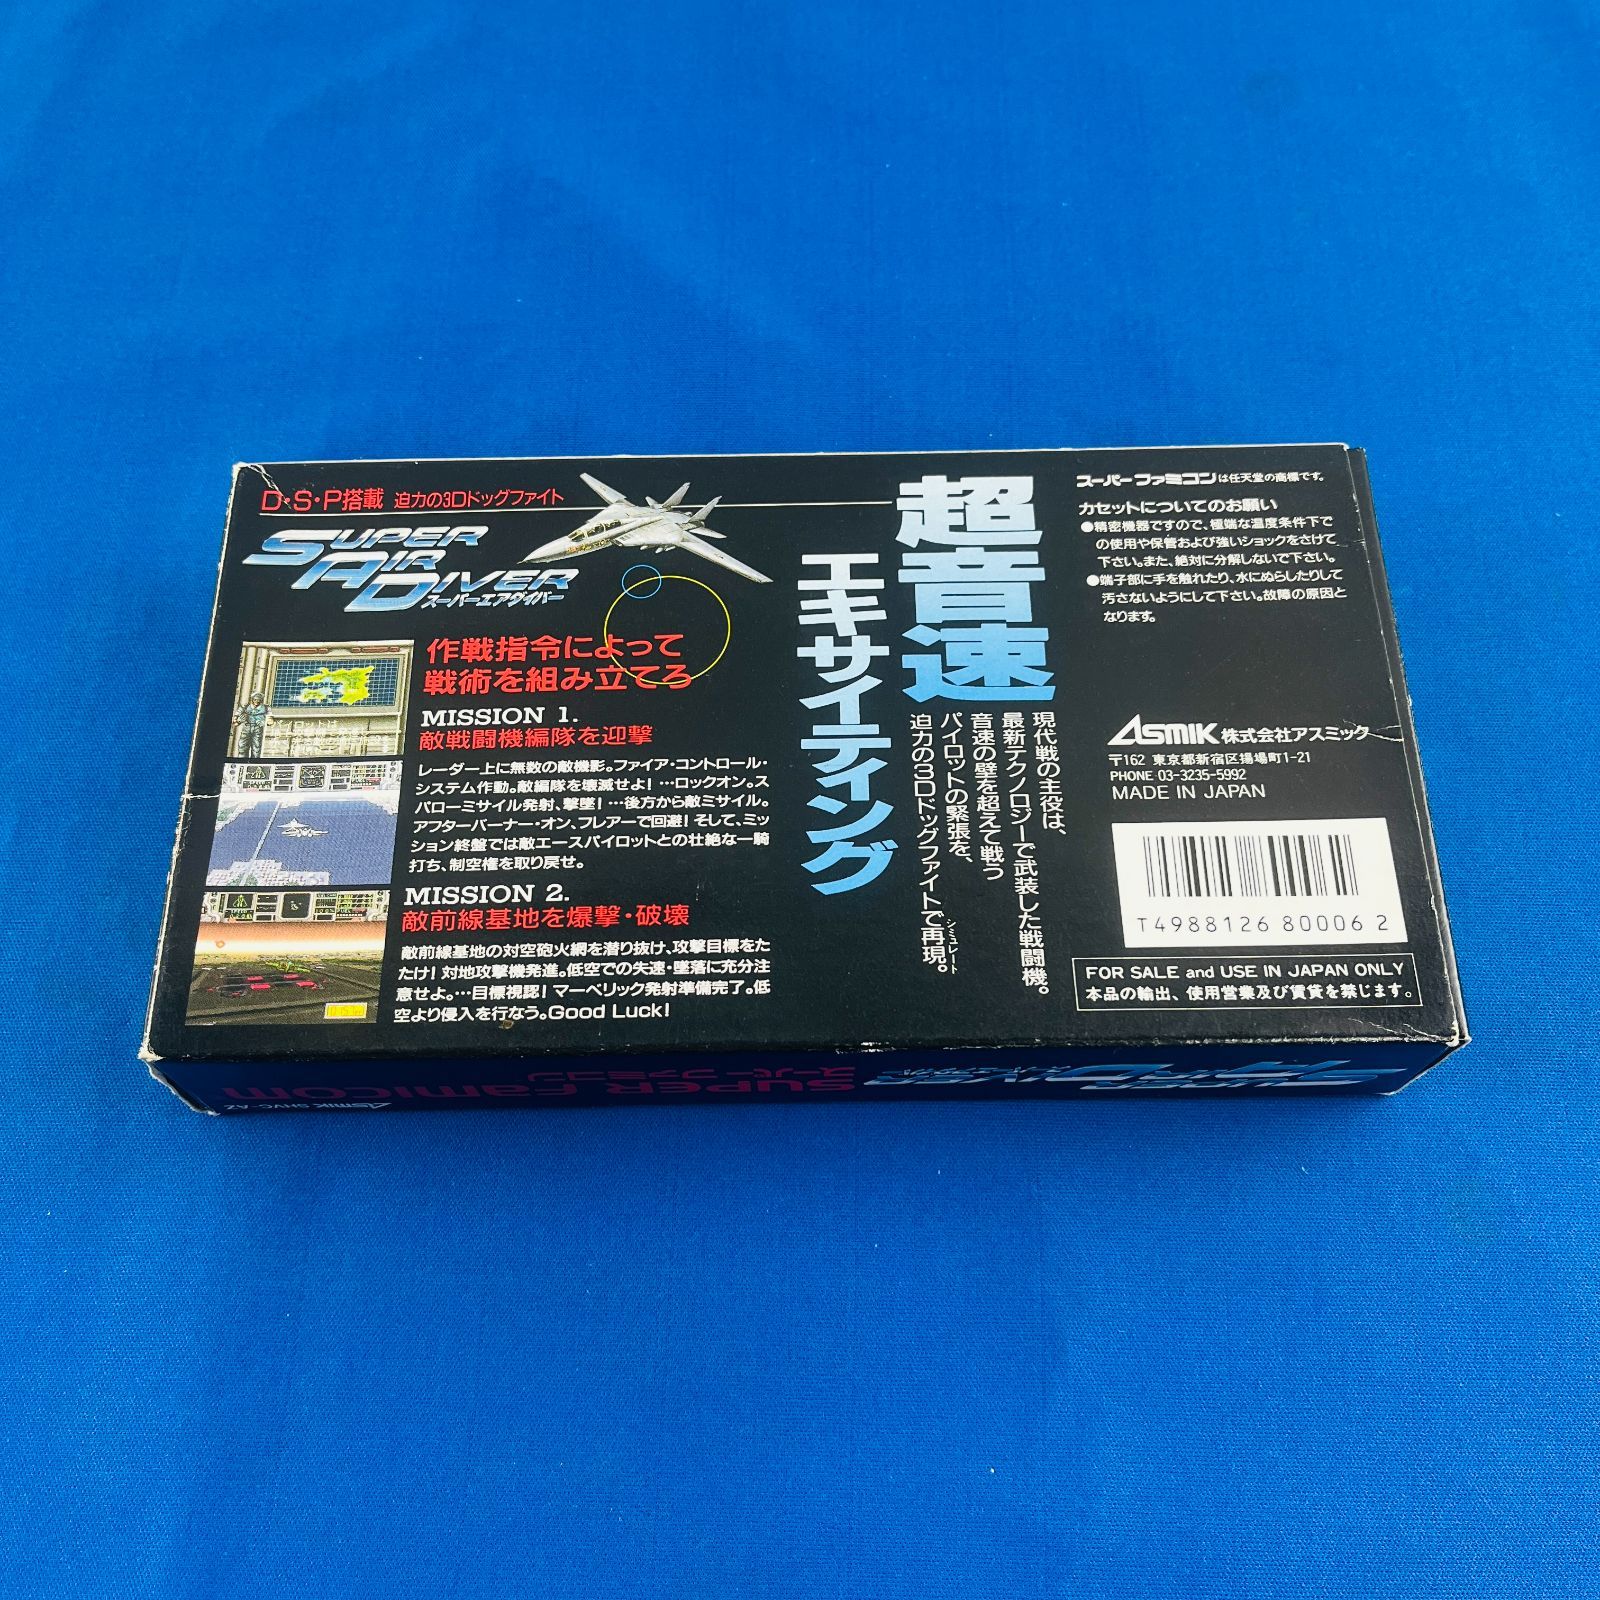 D・S・P搭載 迫力の3Dドッグファイト
SUPER
AIR
DIVER
スーパーエアダイバー
作戦指令によって
戦術を組み立てろ
MISSION 1.
敵戦闘機編隊を迎撃
レーダー上に無数の敵機影。ファイア・コントロール・
システム作動。敵編隊を壊滅せよ！…ロックオン。ス
パローミサイル発射、撃墜！…後方から敵ミサイル。
アフターバーナー・オン、フレアーで回避！そして、ミッ
ション終盤では敵エースパイロットとの壮絶な一騎
打ち、制空権を取り戻せ。
MISSION 2.
敵前線基地を爆撃・破壊
敵前線基地の対空砲火網を潜り抜け、攻撃目標をた
たけ！対地攻撃機発進。低空での失速・墜落に充分注
意せよ。…目標視認！マーベリック発射準備完了。低
空より侵入を行なう。Good Luck!
超音速
エキサイティング
現代戦の主役は、
最新テクノロジーで武装した戦闘機。
音速の壁を超えて戦う
パイロットの緊張を、
迫力の3Dドッグファイトで再現。
シミュレート
スーパーファミコンは任天堂の商標です。
カセットについてのお願い
●精密機器ですので、極端な温度条件下で
の使用や保管および強いショックをさけて
下さい。また、絶対に分解しないで下さい。
●端子部に手を触れたり、水にぬらしたりして
汚さないようにして下さい。故障の原因と
なります。
ASMIK 株式会社アスミック
〒162 東京都新宿区揚場町1-21
PHONE 03-3235-5992
MADE IN JAPAN
T4988126 80006 2
FOR SALE and USE IN JAPAN ONLY
本品の輸出、使用営業及び賃貸を禁じます。
SUPER AIR DIVER
スーパーエアダイバー
SUPER Famicom
スーパーファミコン
ASMIK SHVC-AZ